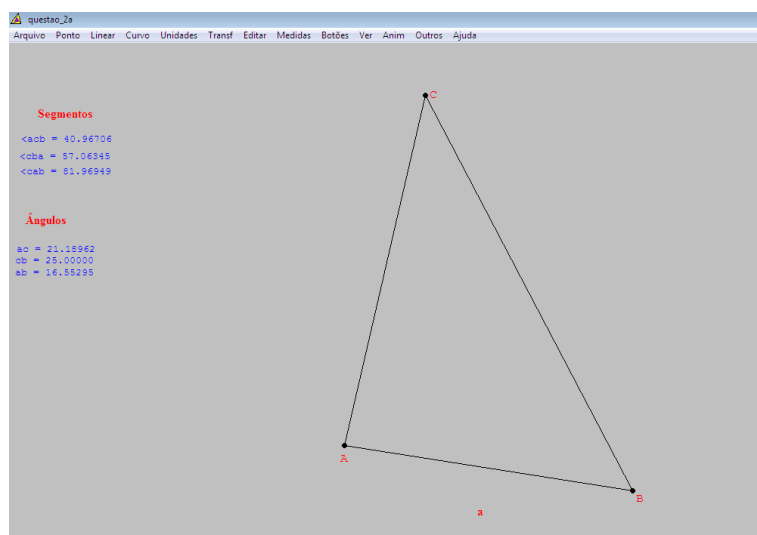 questao_2a
Arquivo Ponto Linear Curvo Unidades Transf Editar Medidas Botões Ver Anim Outros Ajuda
Segmentos
<acb = 40.96706
<cba = 57.06345
<cab = 81.96949
Ângulos
ac = 21.18962
cb = 25.00000
ab = 16.55295
C
A
B
a